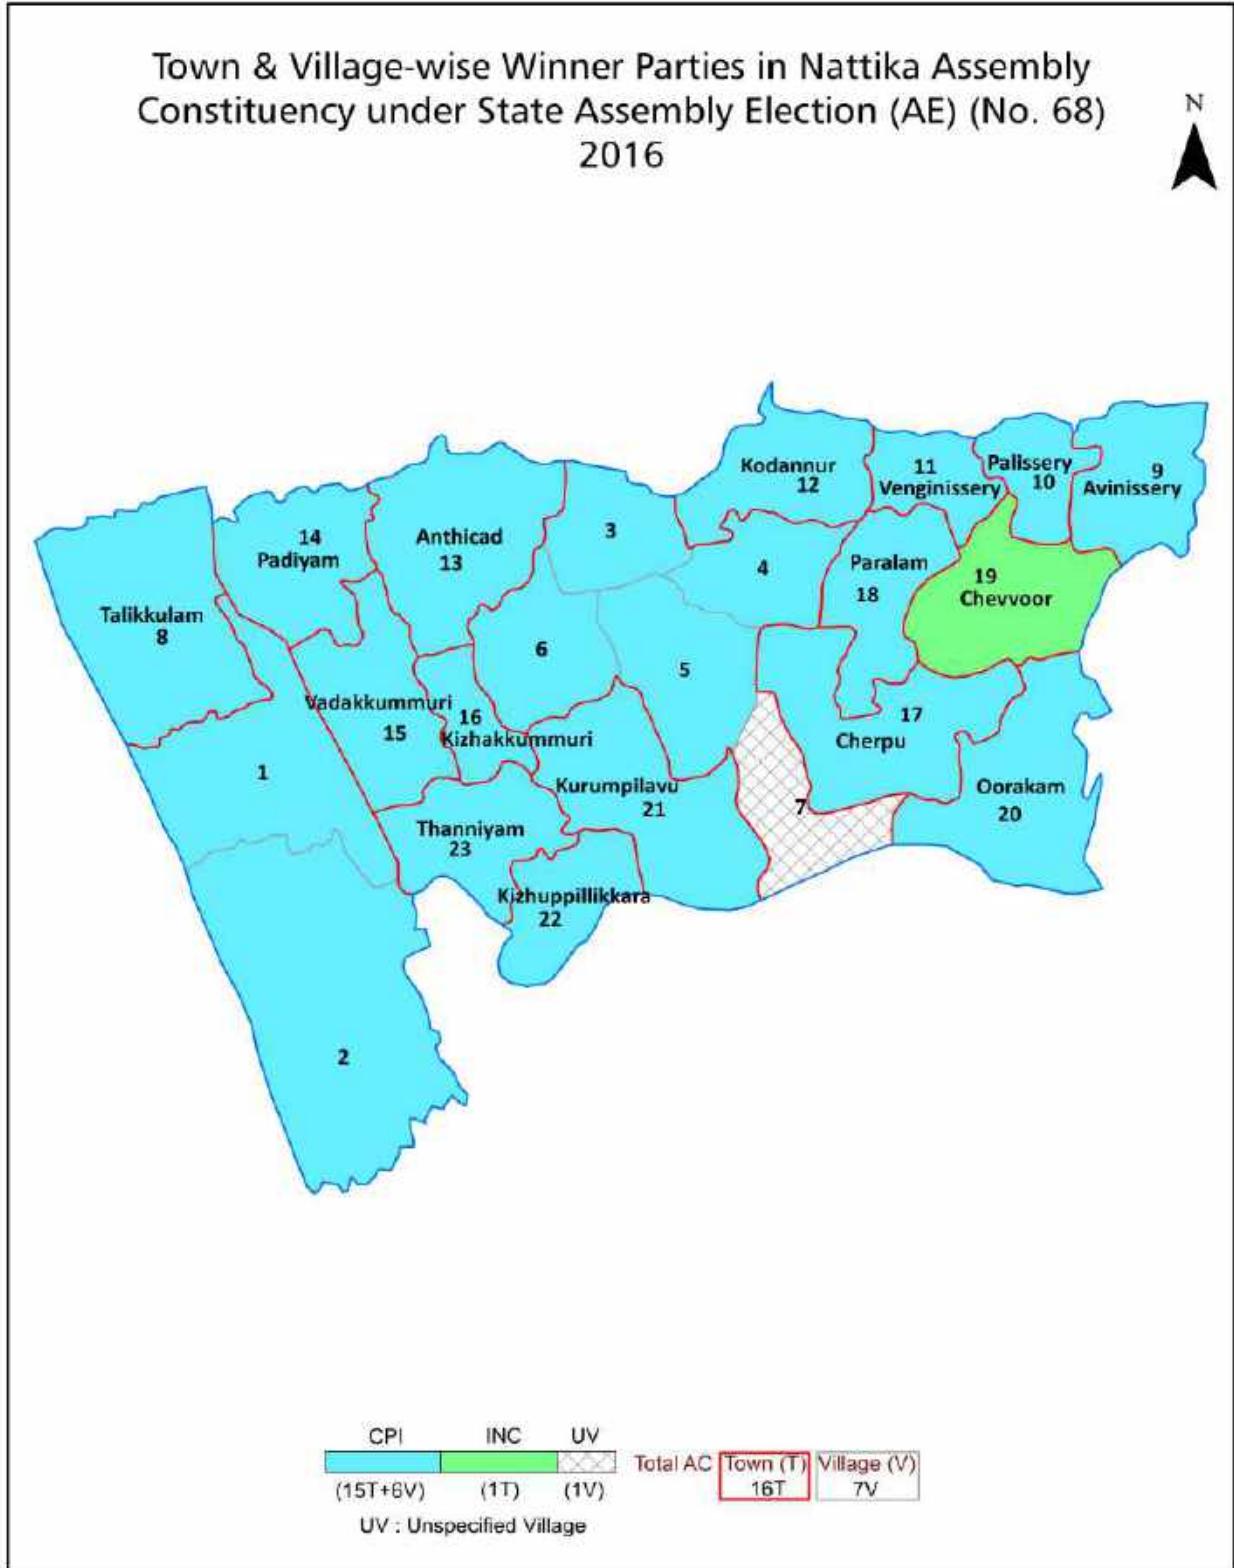 Town & Village-wise Winner Parties in Nattika Assembly
Constituency under State Assembly Election (AE) (No. 68)
2016
N
Kodannur
12
11
Venginissery
Palissery
10
9
Avinissery
14
Padiyam
Anthicad
13
3
4
Paralam
18
19
Chevvoor
Talikkulam
8
6
5
Vadakkummuri
15
16
Kizhakkummuri
17
Cherpu
1
Kurumpilavu
21
7
Oorakam
20
Thanniyam
23
Kizhuppillikkara
22
2
CPI INC UV
Total AC Town (T) Village (V)
16T 7V
(15T+6V) (1T) (1V)
UV : Unspecified Village